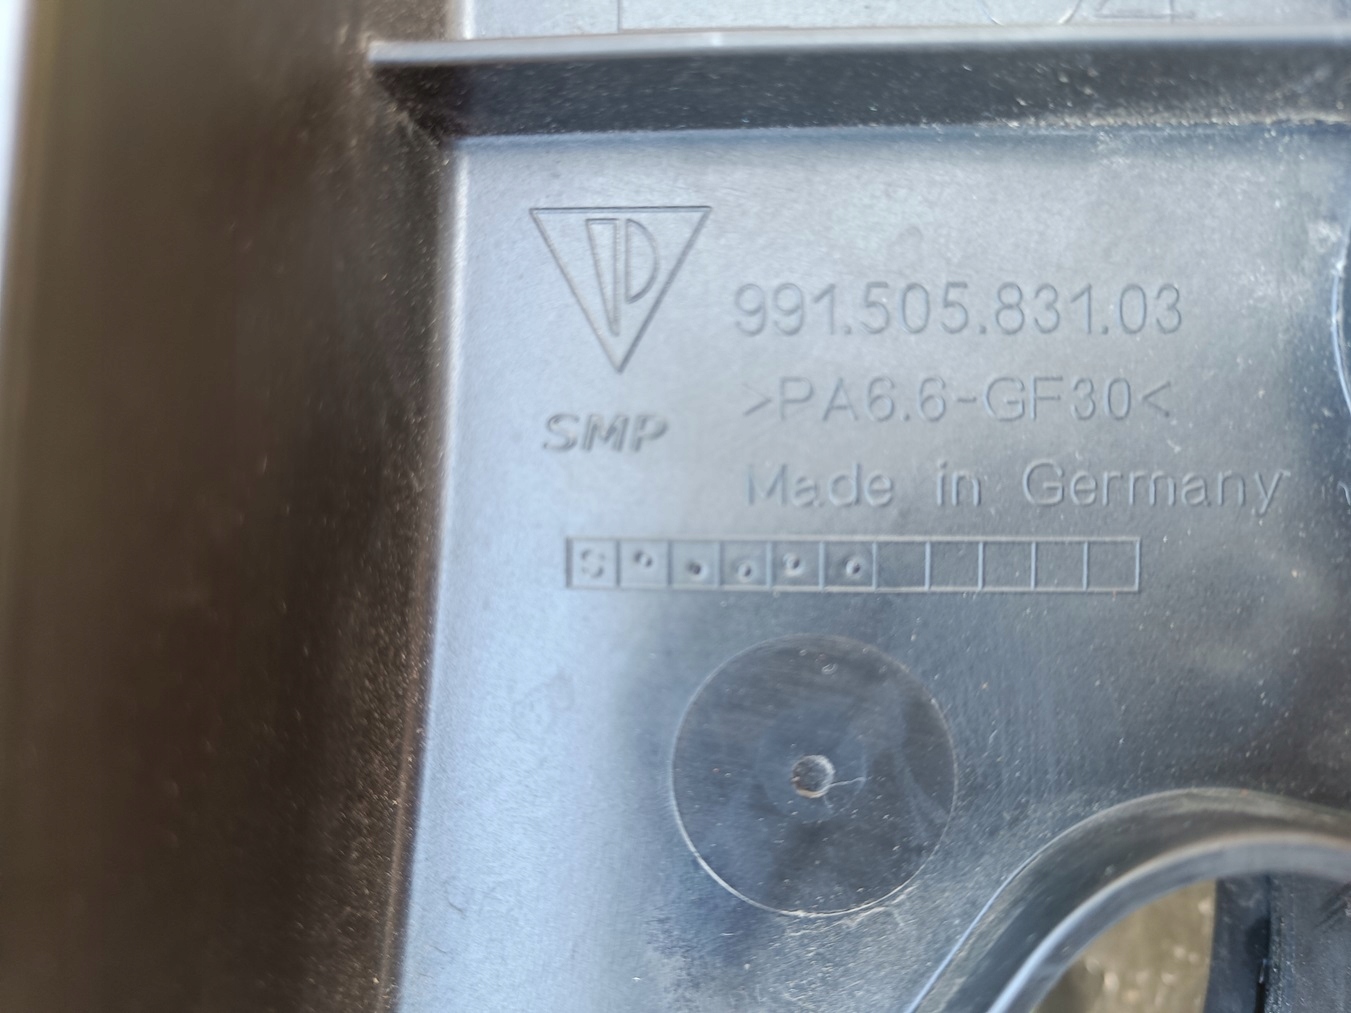 991.505.831.03
>PA6.6-GF30<
SMP
Made in Germany
S